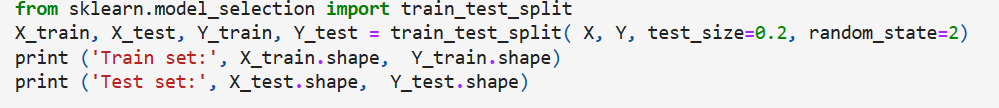 from sklearn.model_selection import train_test_split
X_train, X_test, Y_train, Y_test = train_test_split( X, Y, test_size=0.2, random_state=2)
print ('Train set:', X_train.shape,  Y_train.shape)
print ('Test set:', X_test.shape,  Y_test.shape)